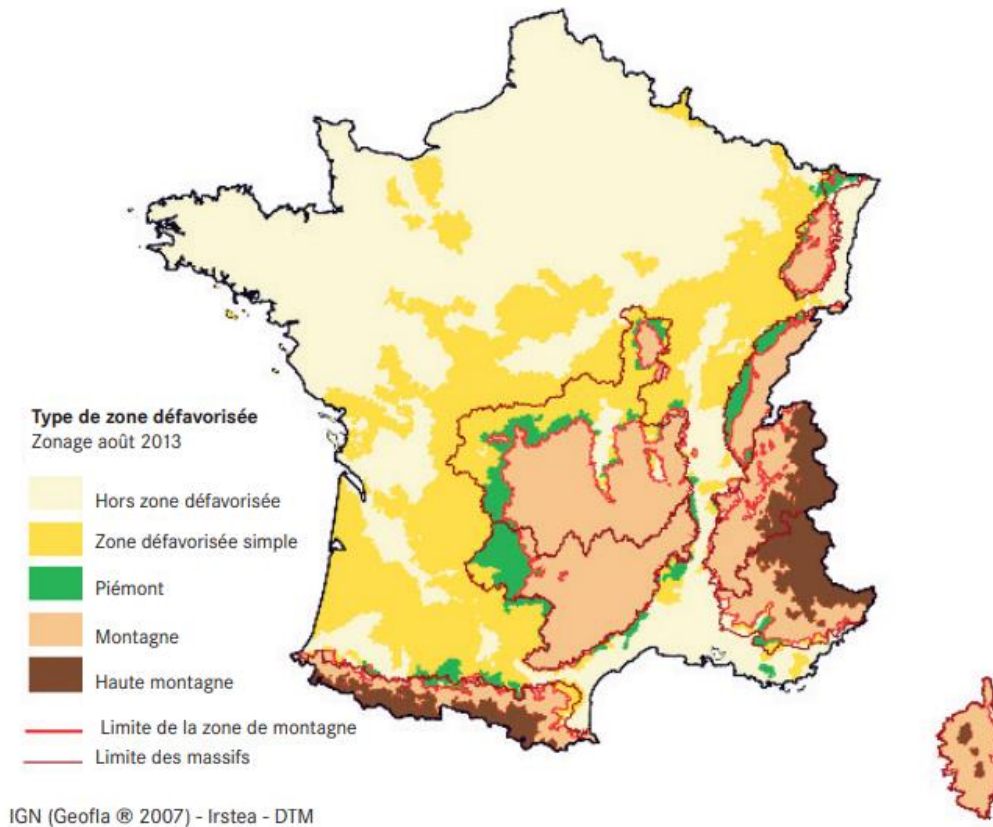 Type de zone défavorisée
Zonage août 2013
Hors zone défavorisée
Zone défavorisée simple
Piémont
Montagne
Haute montagne
Limite de la zone de montagne
Limite des massifs
IGN (Geofla ® 2007) - Irstea - DTM